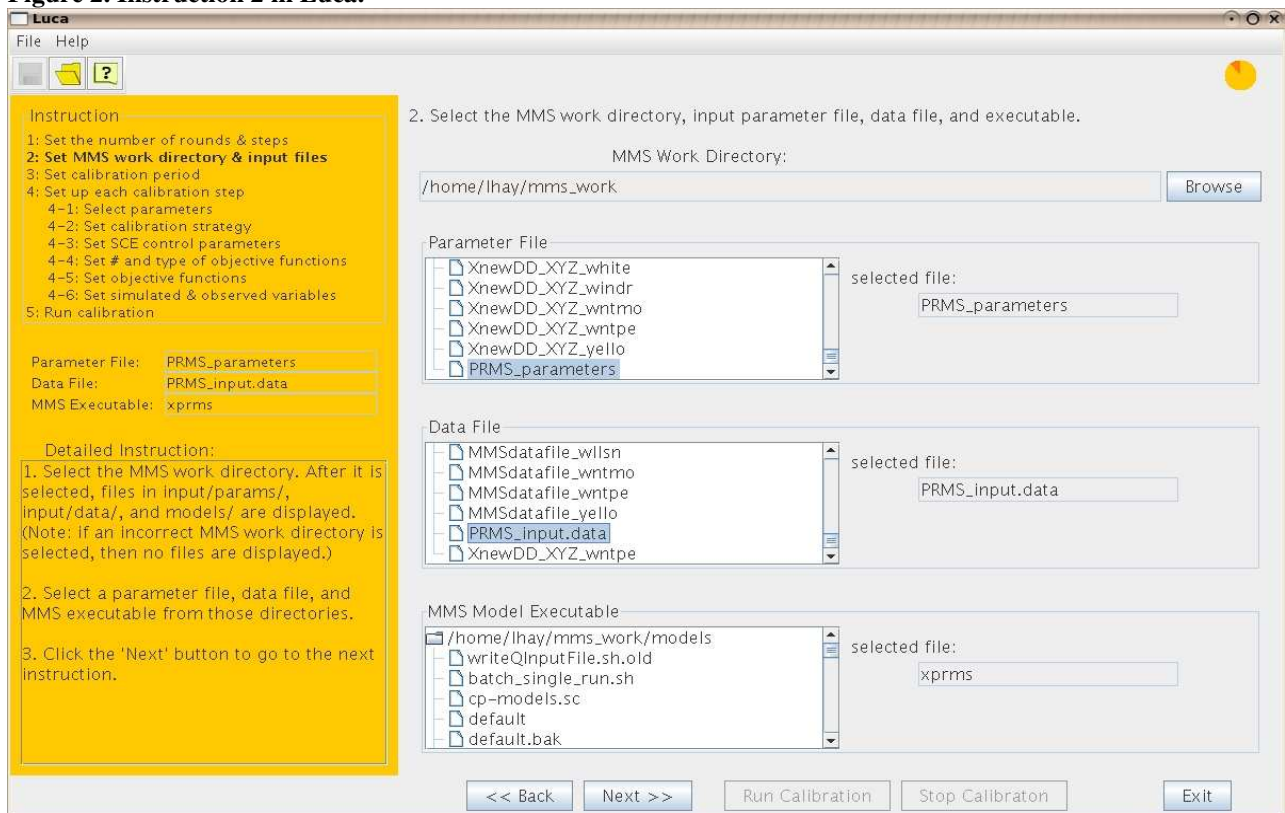 Figure 2. Instruction 2 in Luca.
Luca
File Help
?
Instruction
1: Set the number of rounds & steps
2: Set MMS work directory & input files
3: Set calibration period
4: Set up each calibration step
4-1: Select parameters
4-2: Set calibration strategy
4-3: Set SCE control parameters
4-4: Set # and type of objective functions
4-5: Set objective functions
4-6: Set simulated & observed variables
5: Run calibration
Parameter File: PRMS_parameters
Data File: PRMS_input.data
MMS Executable: xprms
Detailed Instruction:
1. Select the MMS work directory. After it is
selected, files in input/params/,
input/data/, and models/ are displayed.
(Note: if an incorrect MMS work directory is
selected, then no files are displayed.)
2. Select a parameter file, data file, and
MMS executable from those directories.
3. Click the 'Next' button to go to the next
instruction.
2. Select the MMS work directory, input parameter file, data file, and executable.
MMS Work Directory:
/home/lhay/mms_work Browse
Parameter File
XnewDD_XYZ_white
XnewDD_XYZ_windr
XnewDD_XYZ_wntmo
XnewDD_XYZ_wntpe
XnewDD_XYZ_yello
PRMS_parameters
selected file:
PRMS_parameters
Data File
MMSdatafile_wllsn
MMSdatafile_wntmo
MMSdatafile_wntpe
MMSdatafile_yello
PRMS_input.data
XnewDD_XYZ_wntpe
selected file:
PRMS_input.data
MMS Model Executable
/home/lhay/mms_work/models
writeQInputFile.sh.old
batch_single_run.sh
cp-models.sc
default
default.bak
selected file:
xprms
<< Back Next >> Run Calibration Stop Calibraton Exit